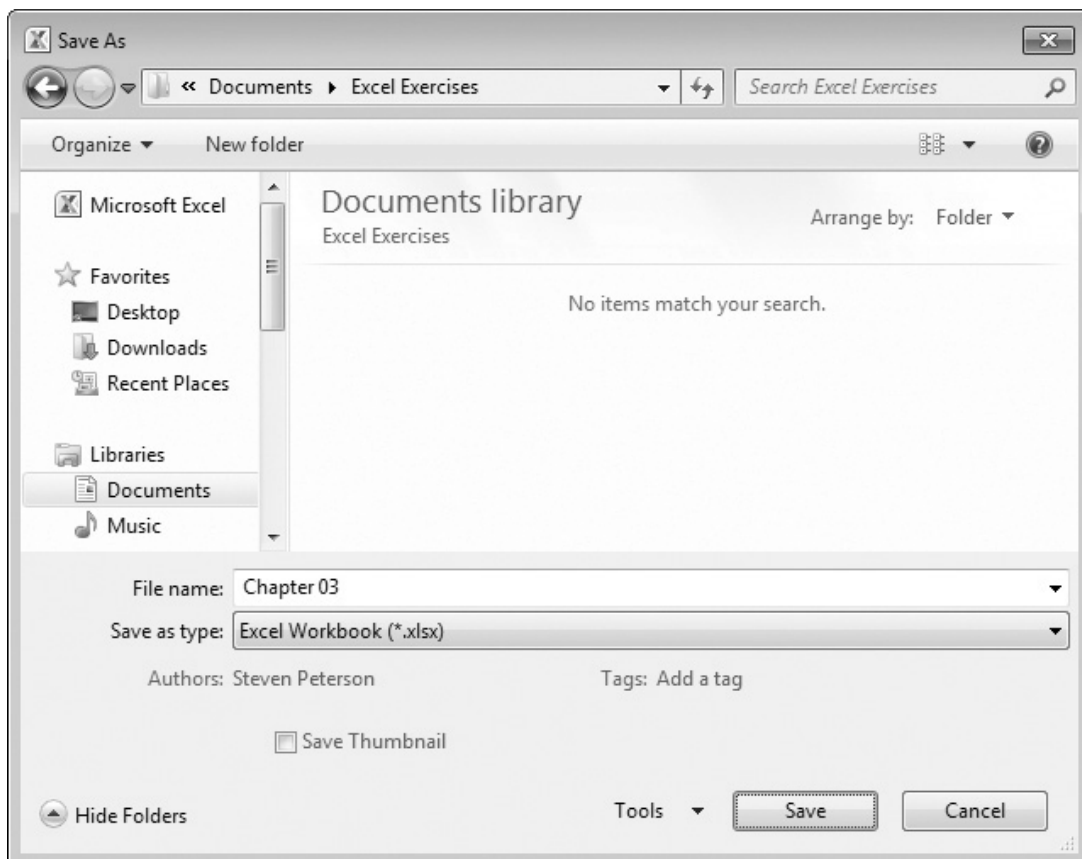 Save As
« Documents ▸ Excel Exercises
Search Excel Exercises
Organize
New folder
Microsoft Excel
Favorites
Desktop
Downloads
Recent Places
Libraries
Documents
Music
Documents library
Excel Exercises
Arrange by: Folder
No items match your search.
File name: Chapter 03
Save as type: Excel Workbook (*.xlsx)
Authors: Steven Peterson
Tags: Add a tag
Save Thumbnail
Hide Folders
Tools
Save
Cancel